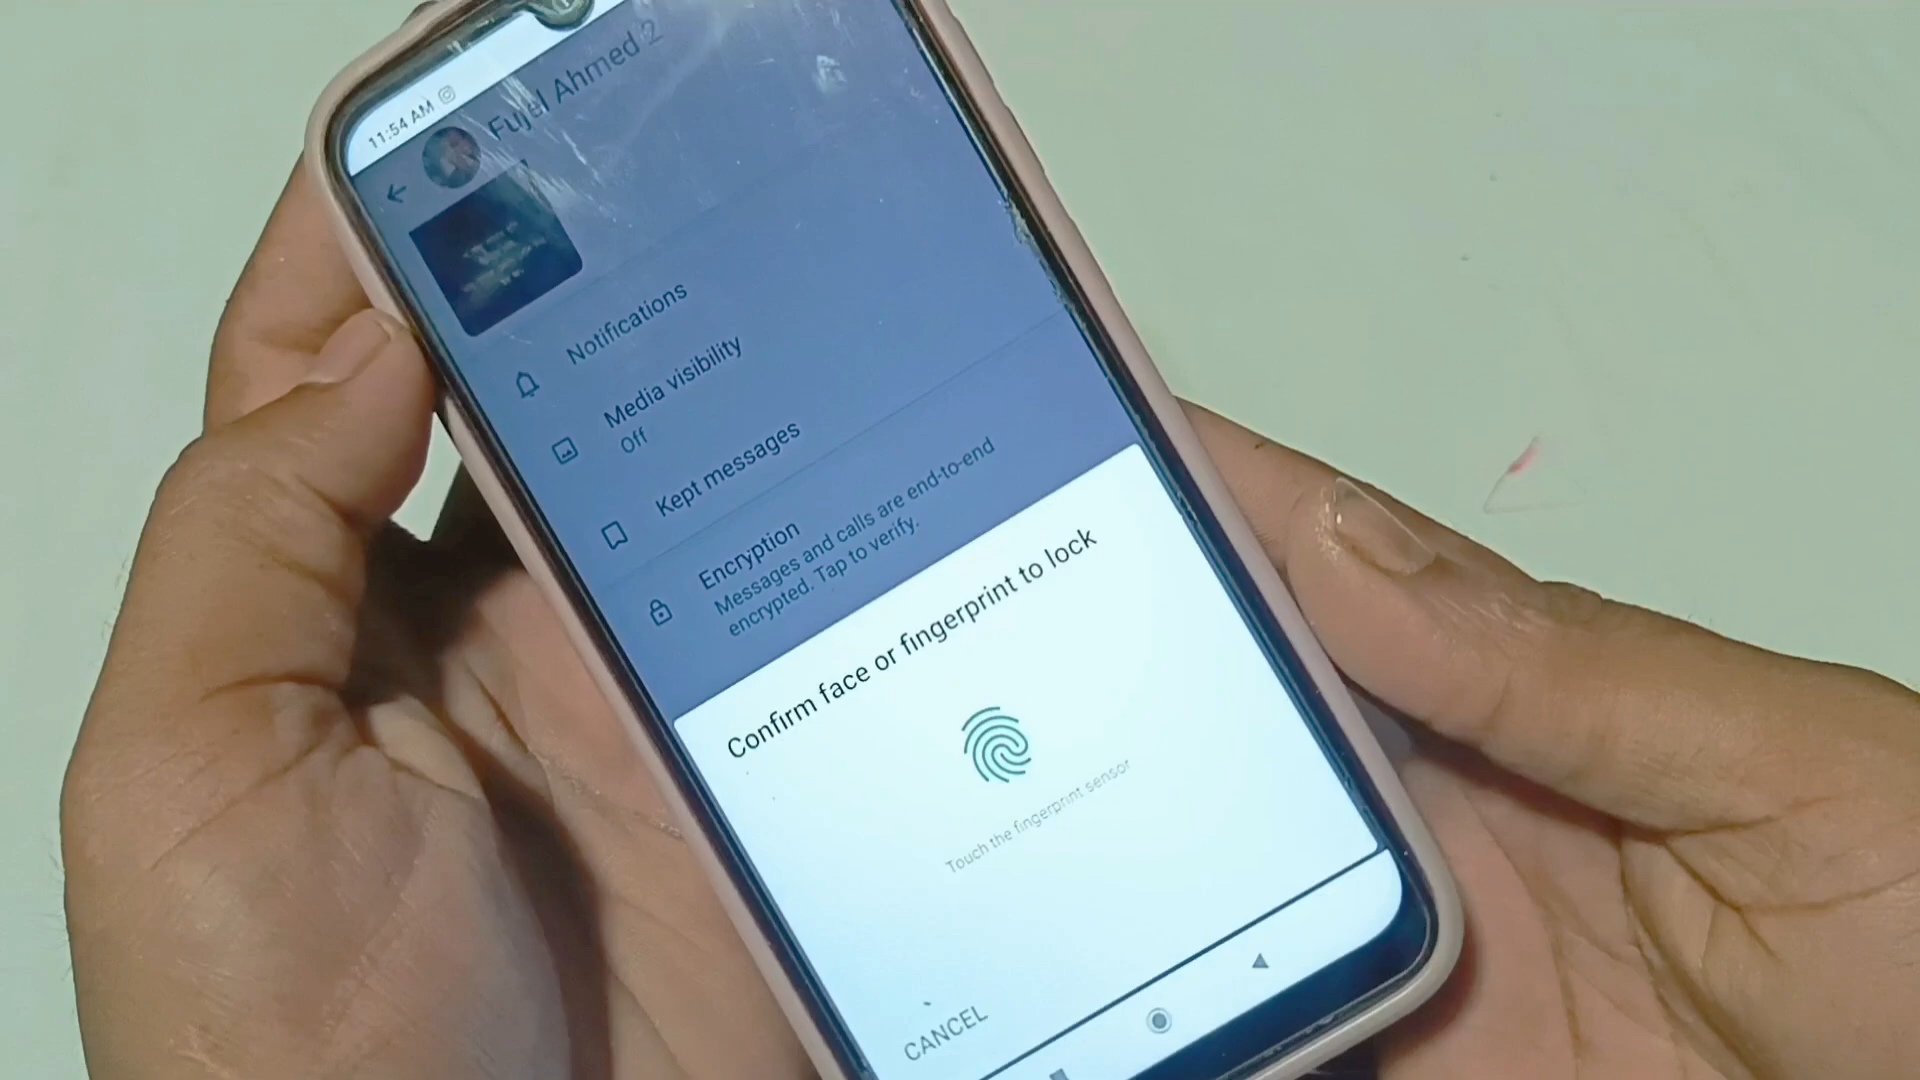 11:54 AM
Fujel Ahmed 2
Notifications
Media visibility
Off
Kept messages
Encryption
Messages and calls are end-to-end
encrypted. Tap to verify.
Confirm face or fingerprint to lock
Touch the fingerprint sensor
CANCEL